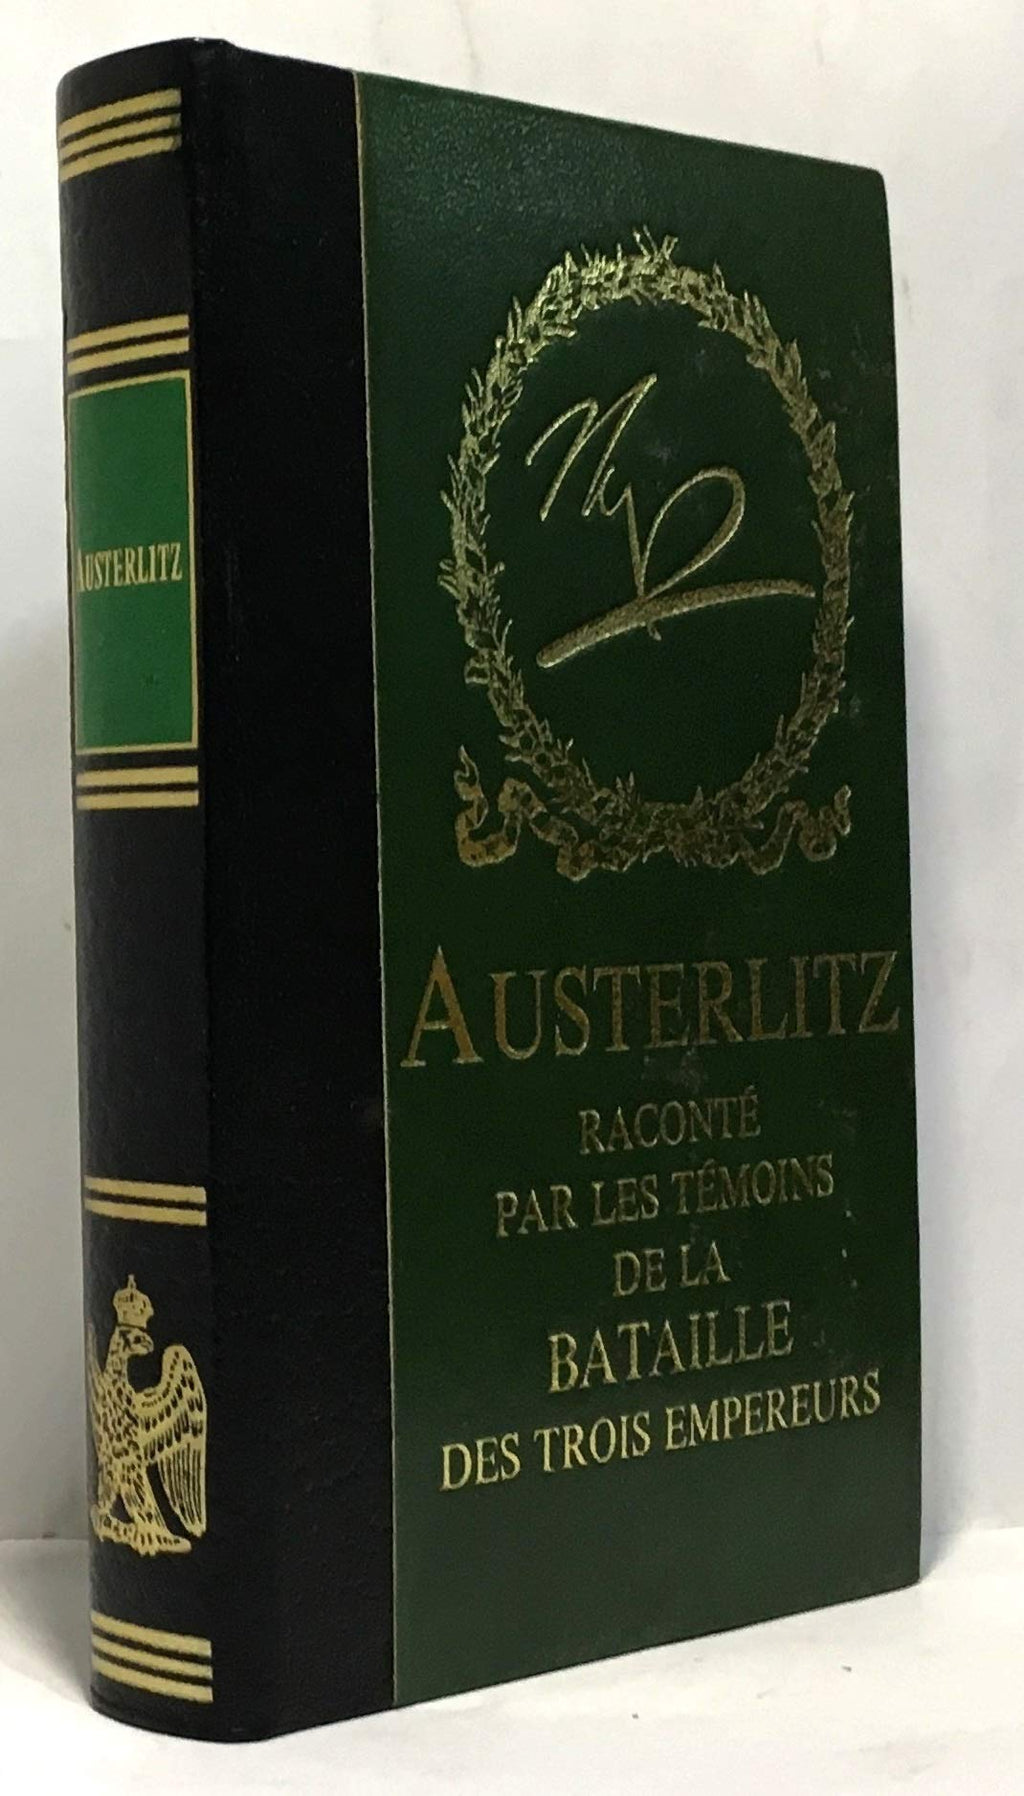 AUSTERLITZ
AUSTERLITZ
RACONTÉ
PAR LES TÉMOINS
DE LA
BATAILLE
DES TROIS EMPEREURS